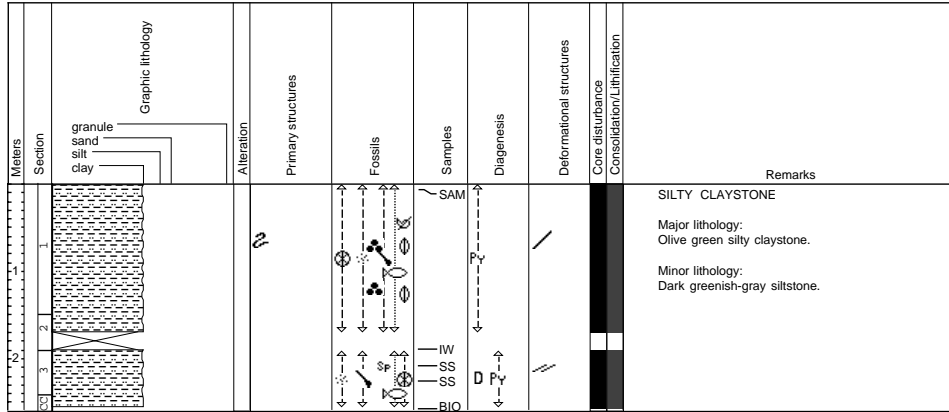 Meters
Section
Graphic lithology
granule
sand
silt
clay
Alteration
Primary structures
Fossils
Samples
Diagenesis
Deformational structures
Core disturbance
Consolidation/Lithification
Remarks
1
2
1
2
3
CC
Sp
SAM
IW
SS
SS
BIO
Py
D Py
SILTY CLAYSTONE
Major lithology:
Olive green silty claystone.
Minor lithology:
Dark greenish-gray siltstone.